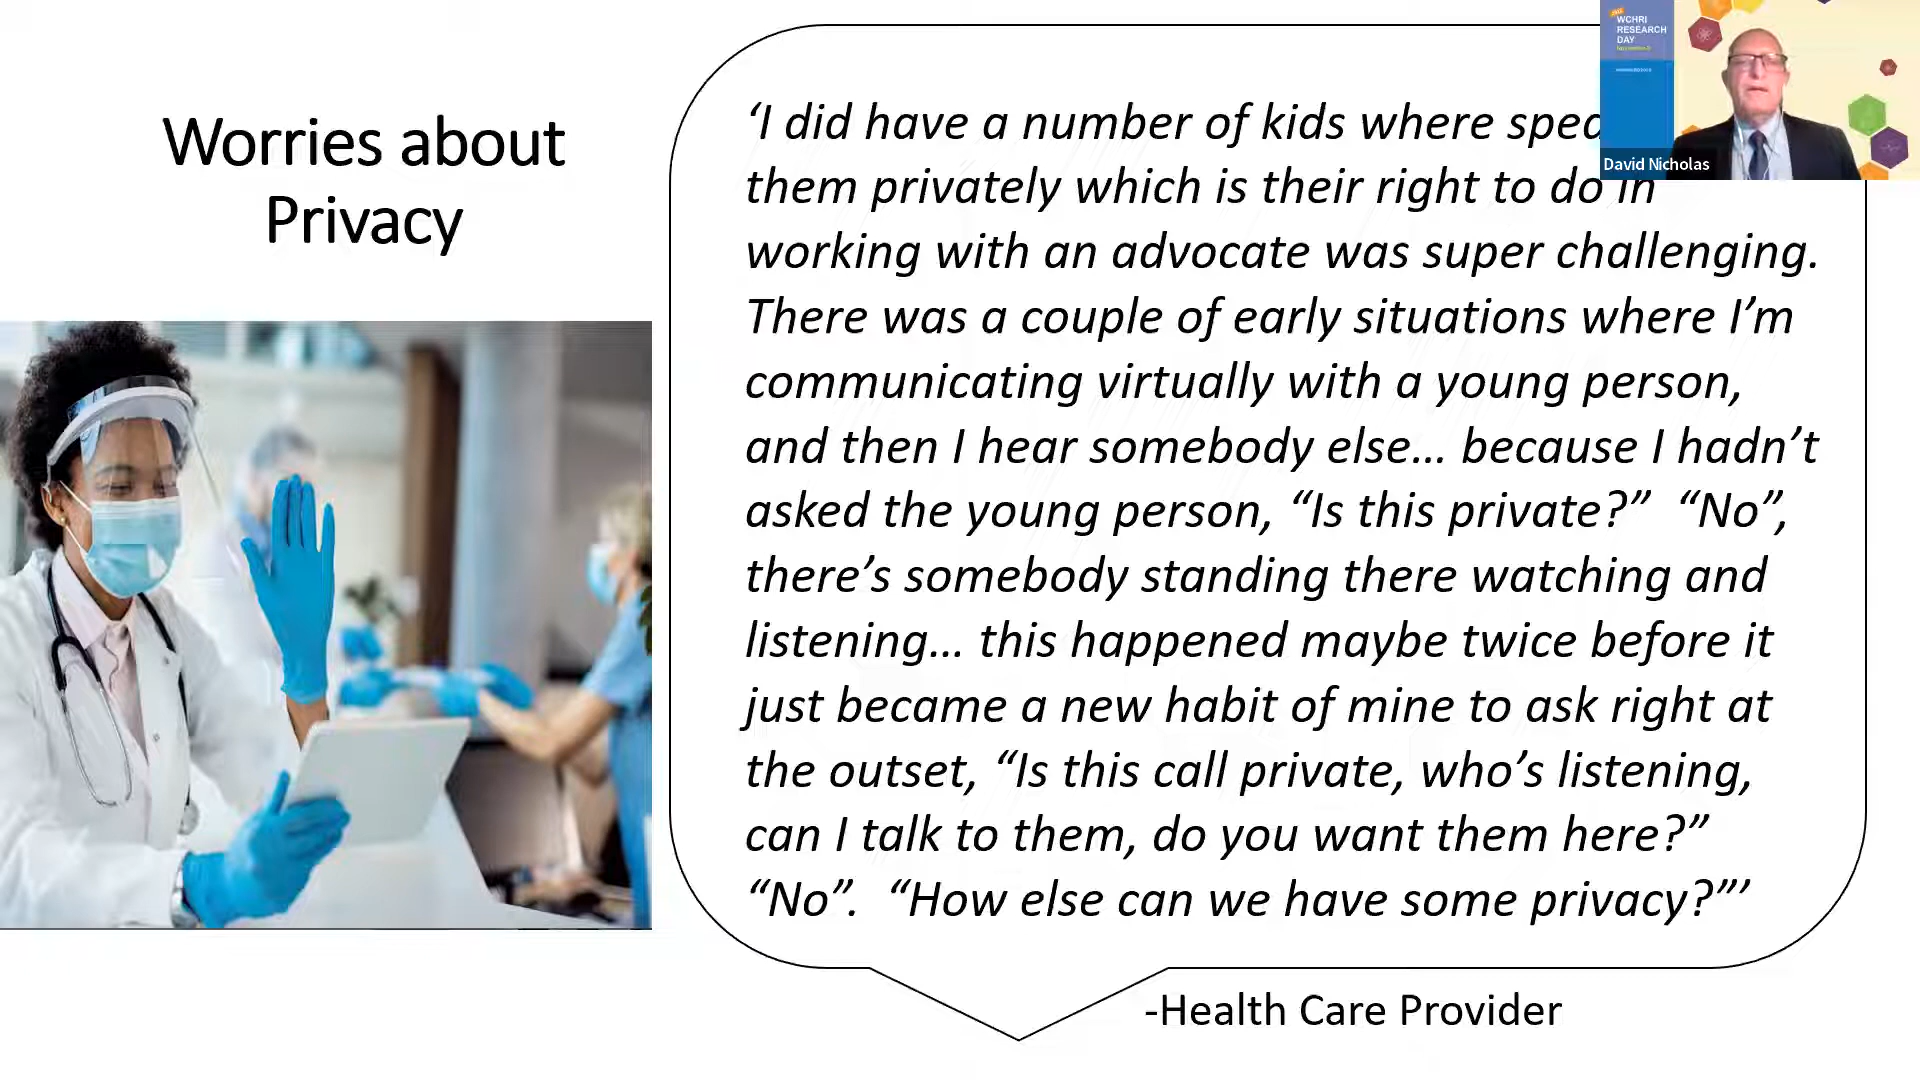 Worries about
Privacy
‘I did have a number of kids where
them privately which is their right to do in
working with an advocate was super challenging.
There was a couple of early situations where I’m
communicating virtually with a young person,
and then I hear somebody else… because I hadn’t
asked the young person, “Is this private?” “No”,
there’s somebody standing there watching and
listening… this happened maybe twice before it
just became a new habit of mine to ask right at
the outset, “Is this call private, who’s listening,
can I talk to them, do you want them here?”
“No”. “How else can we have some privacy?”’
-Health Care Provider
WCHRI
RESEARCH
DAY
David Nicholas